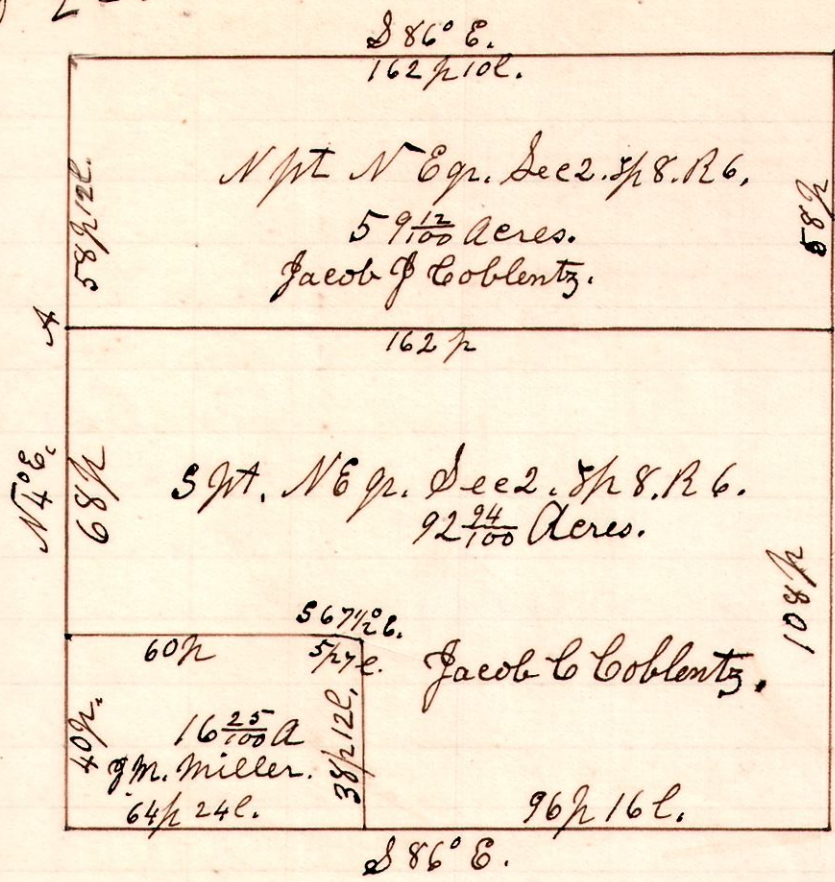 S 86° E.
162 p 10 l.
N pt N E qr. Sec 2. Tp 8. R 6.
59 12/100 Acres.
Jacob J Coblentz.
58 p 12 l.
58 p
A
162 p
N 4° E.
68 p
S pt. N E qr. Sec 2. Tp 8. R 6.
92 94/100 Acres.
108 p
S 67 1/2° E.
60 p
5 p 7 l.
Jacob C Coblentz.
40 p.
16 25/100 A
J M. Miller.
38 p 12 l.
64 p 24 l.
96 p 16 l.
S 86° E.